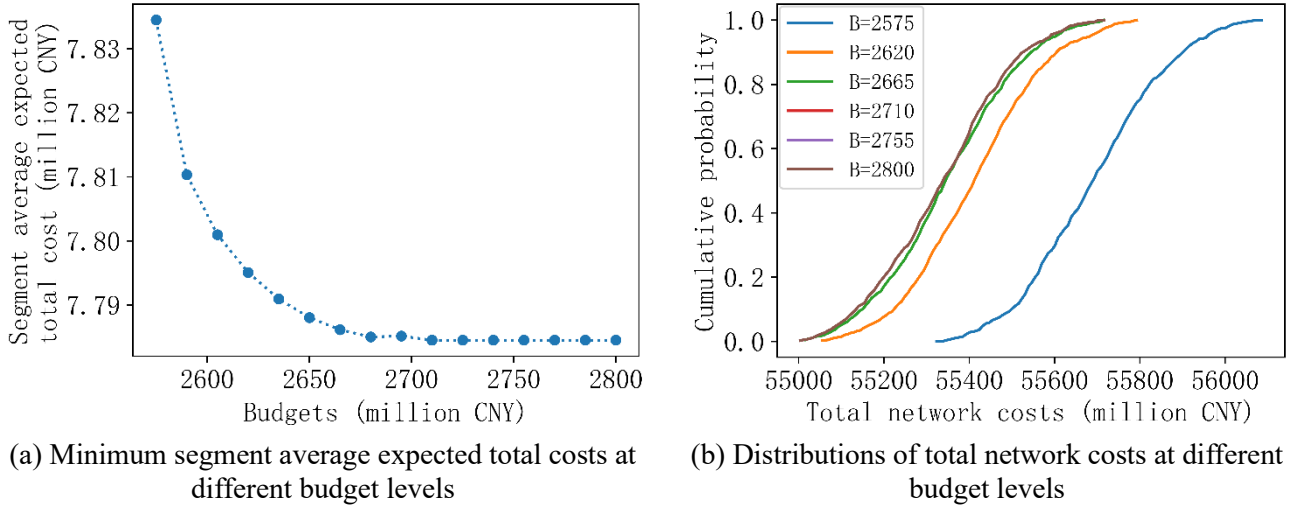 Segment average expected
total cost (million CNY)
7.83
7.82
7.81
7.80
7.79
2600
2650
2700
2750
2800
Budgets (million CNY)
(a) Minimum segment average expected total costs at
different budget levels
Cumulative probability
1.0
0.8
0.6
0.4
0.2
0.0
B=2575
B=2620
B=2665
B=2710
B=2755
B=2800
55000
55200
55400
55600
55800
56000
Total network costs (million CNY)
(b) Distributions of total network costs at different
budget levels